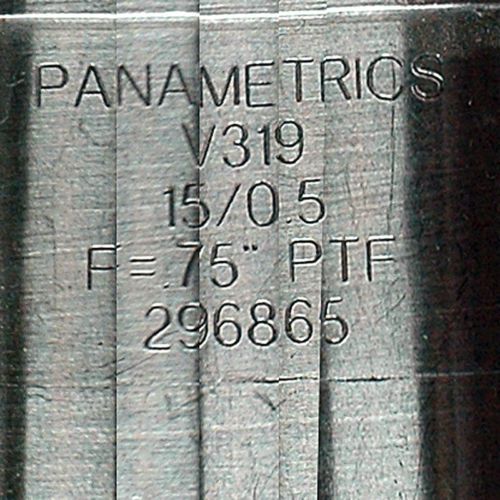 PANAMETRICS
V319
15/0.5
F=.75" PTF
296865